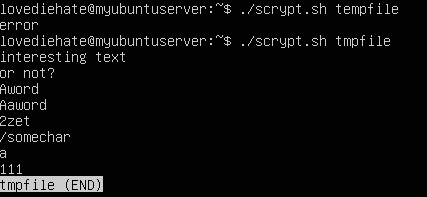 lovediehate@myubuntuserver:~$ ./scrypt.sh tempfile
error
lovediehate@myubuntuserver:~$ ./scrypt.sh tmpfile
interesting text
or not?
Aword
Aaword
2zet
/somechar
a
111
tmpfile (END)